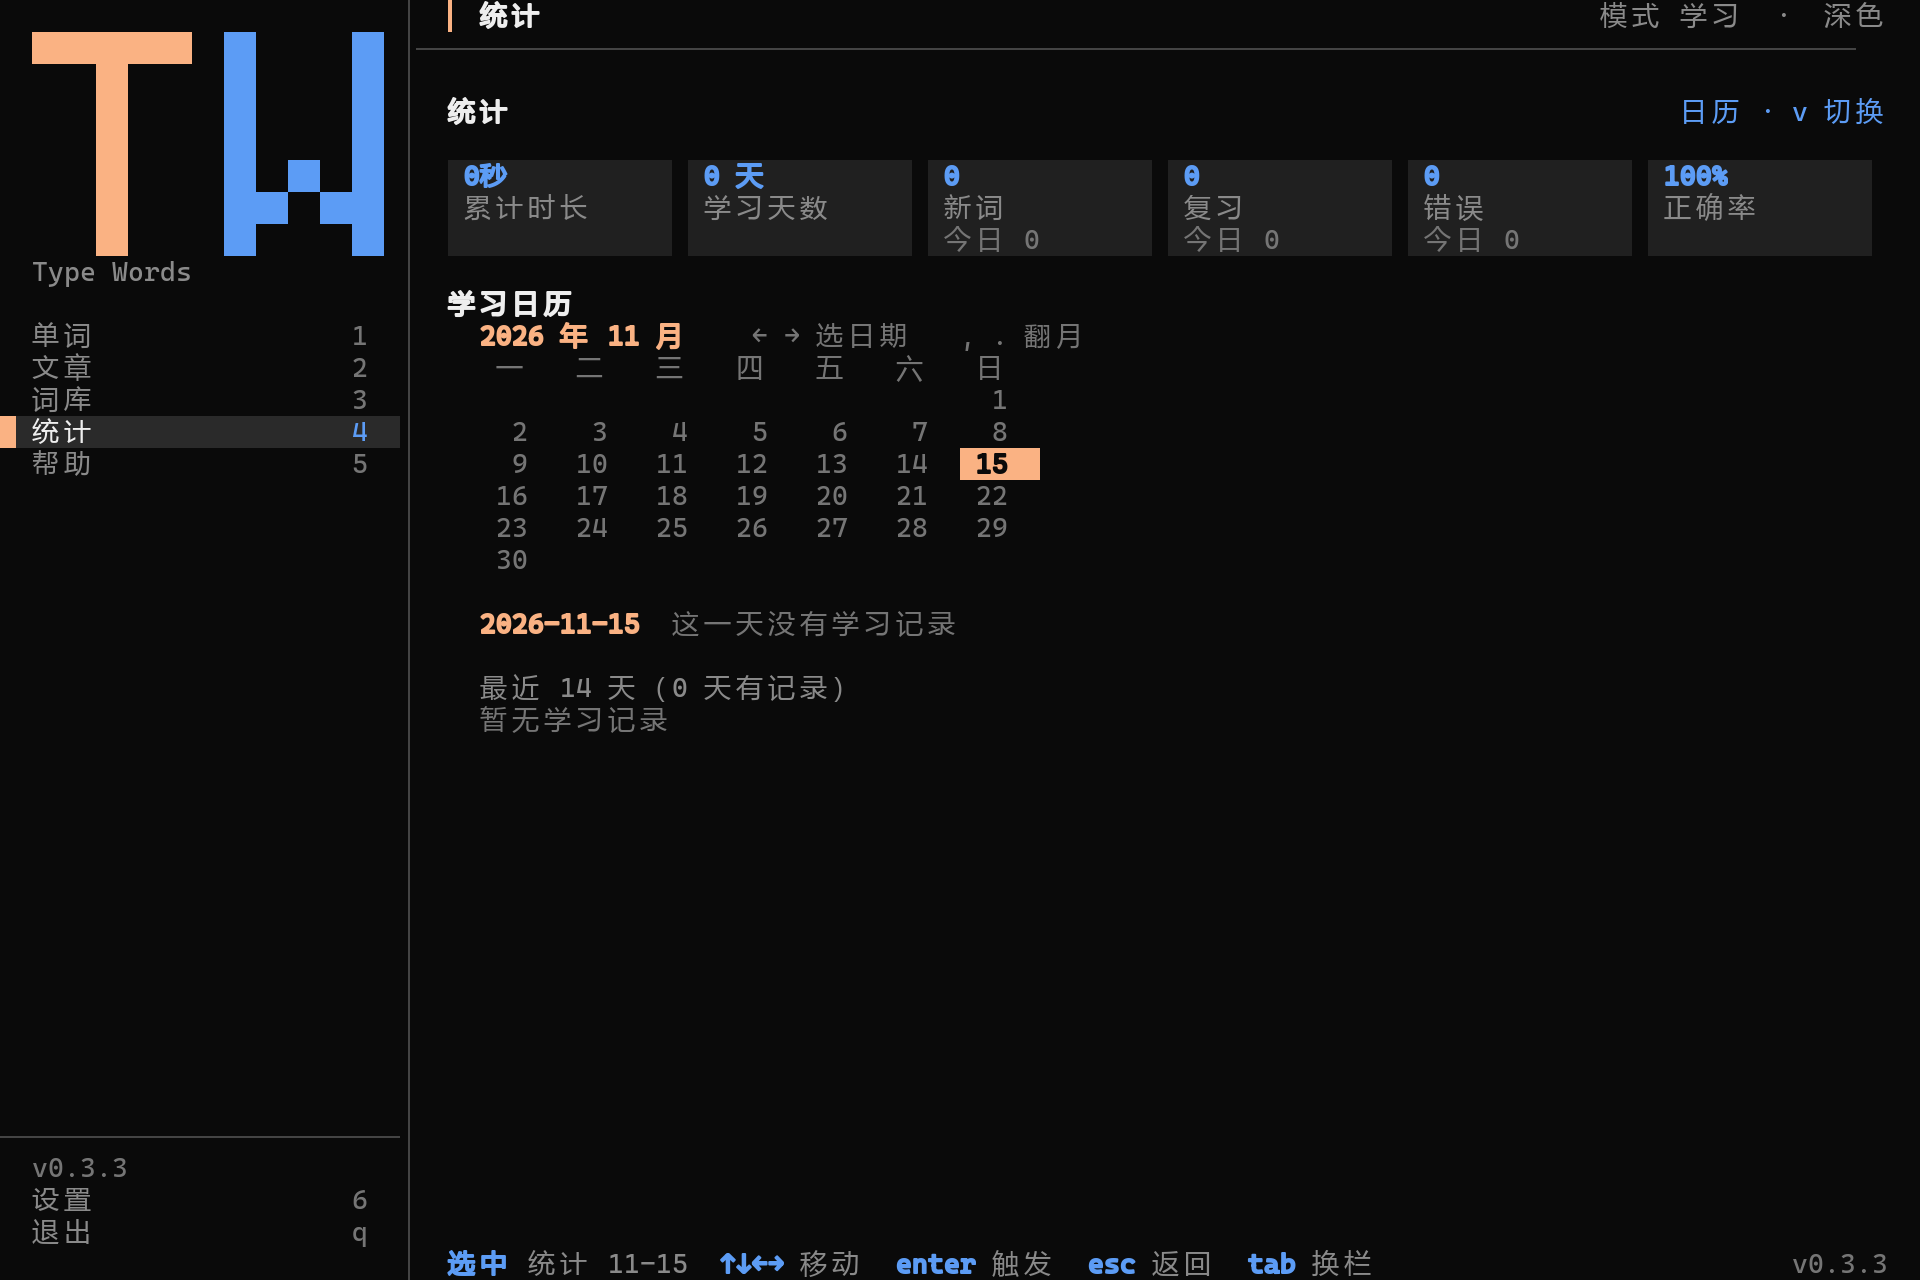 TW
Type Words
单词 1
文章 2
词库 3
统计 4
帮助 5
v0.3.3
设置 6
退出 q
统计 模式 学习 · 深色
统计 日历 · v 切换
0秒 0 天 0 0 0 100%
累计时长 学习天数 新词 复习 错误 正确率
今日 0 今日 0 今日 0
学习日历
2026 年 11 月 ← → 选日期 , . 翻月
一 二 三 四 五 六 日
1
2 3 4 5 6 7 8
9 10 11 12 13 14 15
16 17 18 19 20 21 22
23 24 25 26 27 28 29
30
2026-11-15 这一天没有学习记录
最近 14 天 (0 天有记录)
暂无学习记录
选中 统计 11-15 ↑↓←→ 移动 enter 触发 esc 返回 tab 换栏 v0.3.3